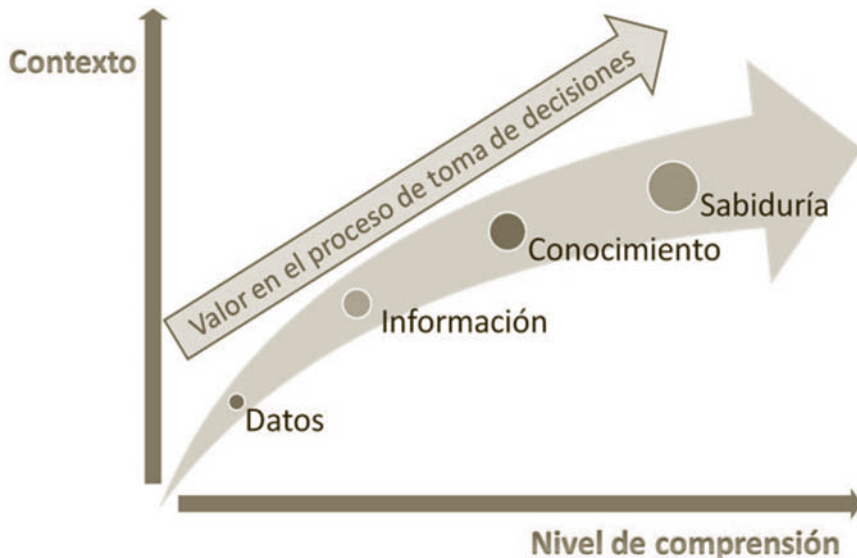 Contexto
Valor en el proceso de toma de decisiones
Sabiduría
Conocimiento
Información
Datos
Nivel de comprensión